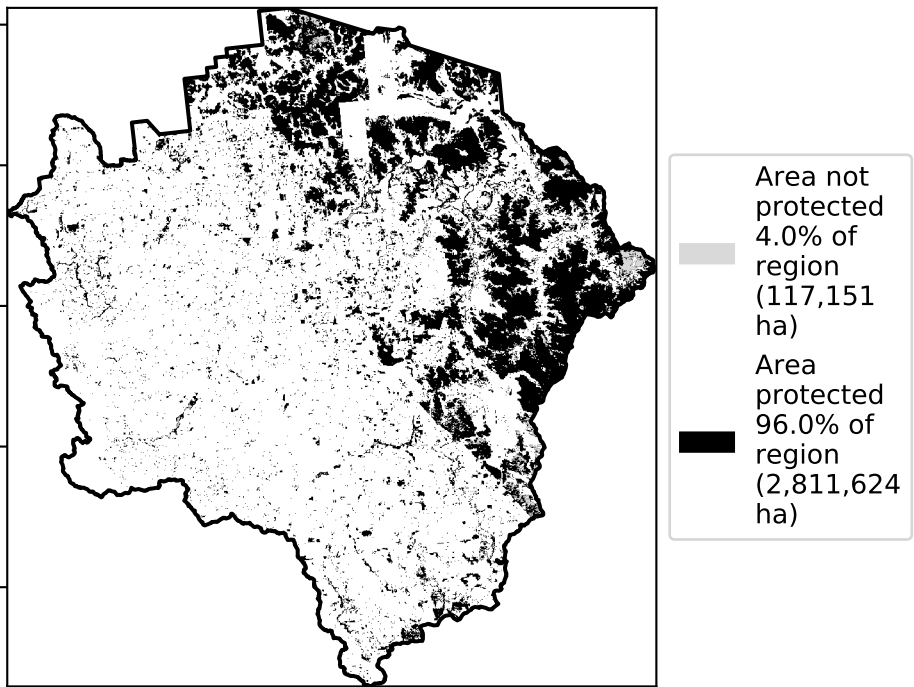 Area not
protected
4.0% of
region
(117,151
ha)
Area
protected
96.0% of
region
(2,811,624
ha)